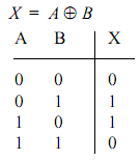 X = A ⊕ B
A B X
0 0 0
0 1 1
1 0 1
1 1 0